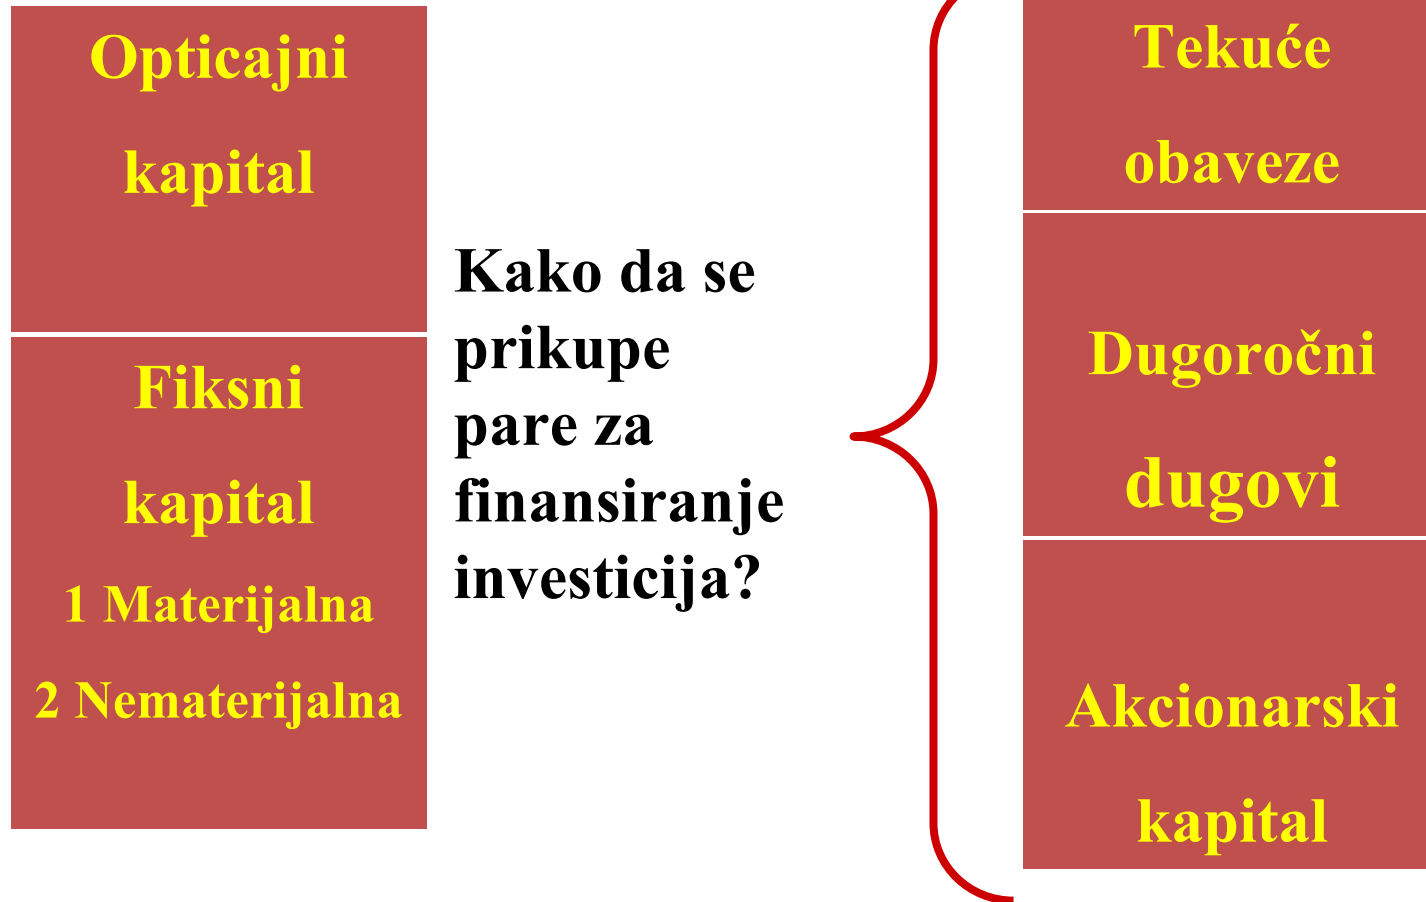 Opticajni
kapital
Fiksni
kapital
1 Materijalna
2 Nematerijalna
Kako da se
prikupe
pare za
finansiranje
investicija?
Tekuće
obaveze
Dugoročni
dugovi
Akcionarski
kapital